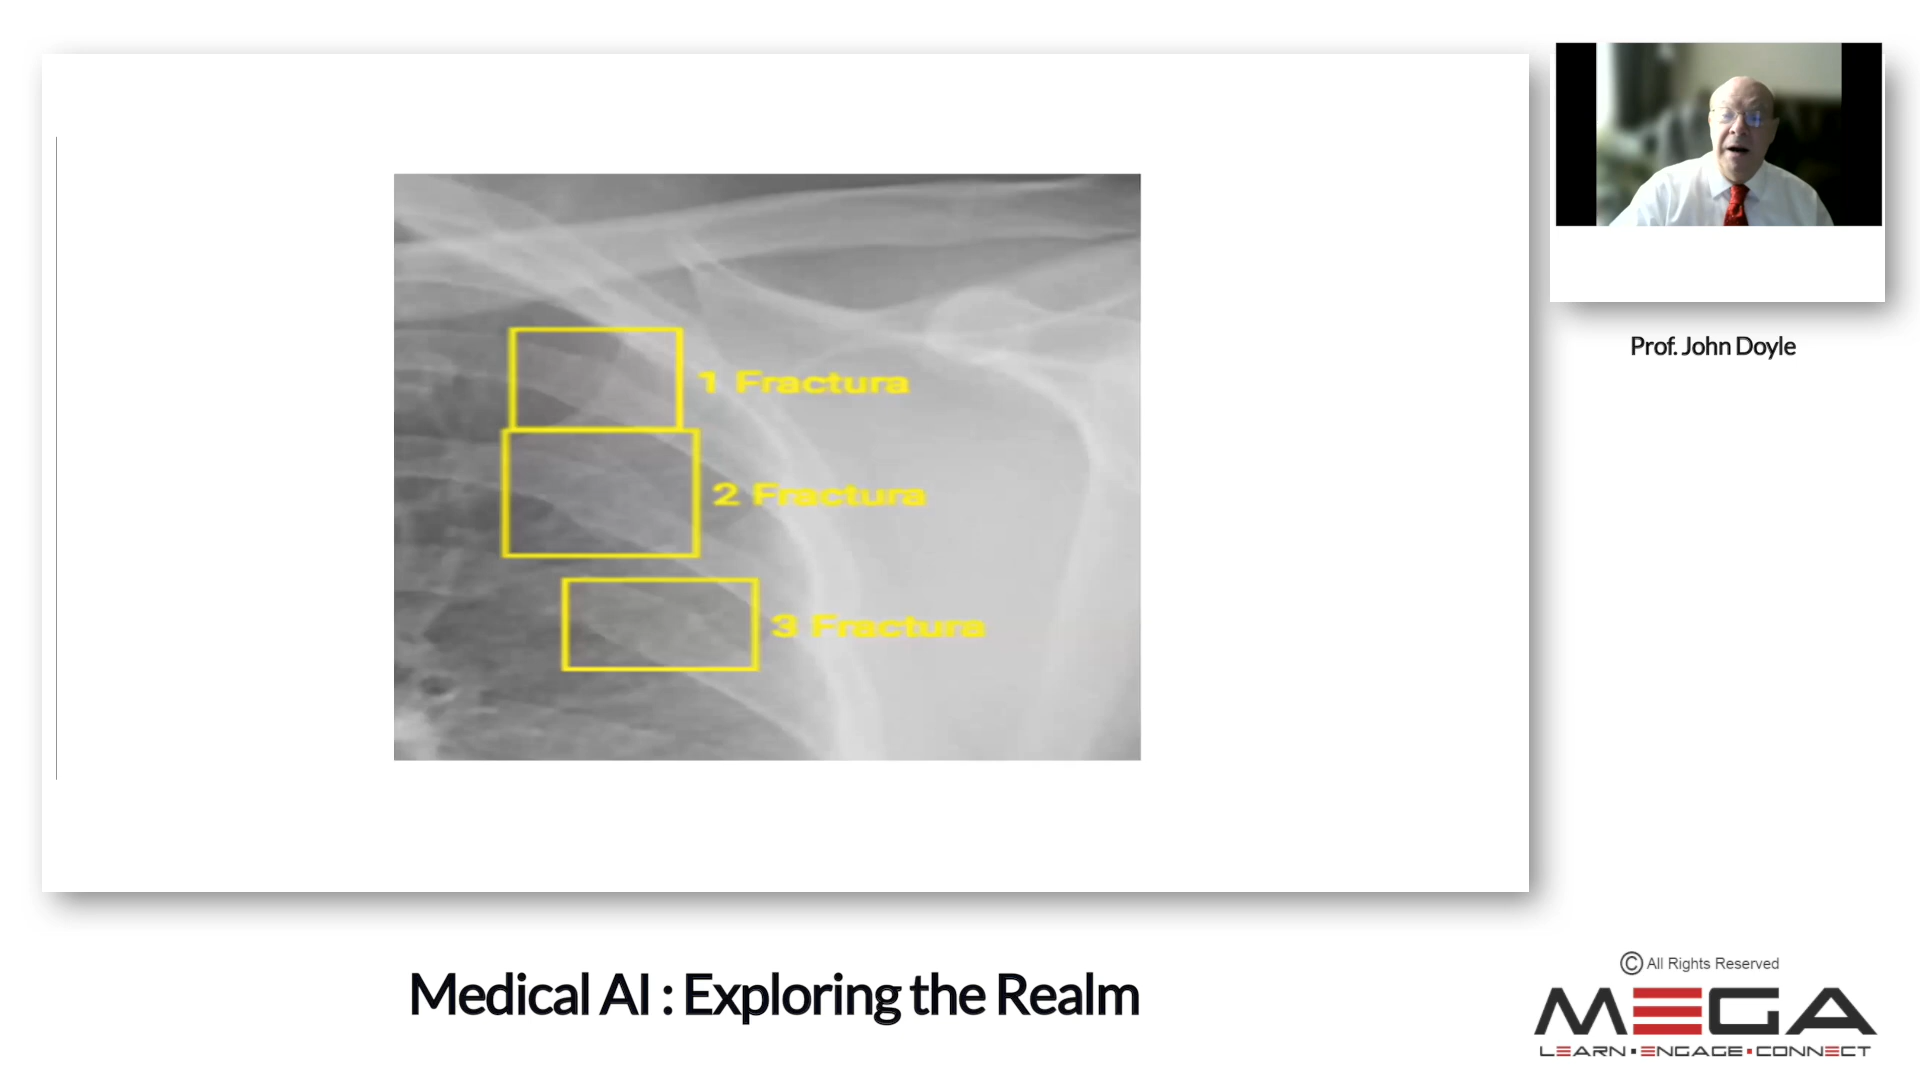 1 Fractura
2 Fractura
3 Fractura
Prof. John Doyle
Medical AI : Exploring the Realm
© All Rights Reserved
MEGA
LEARN • ENGAGE • CONNECT